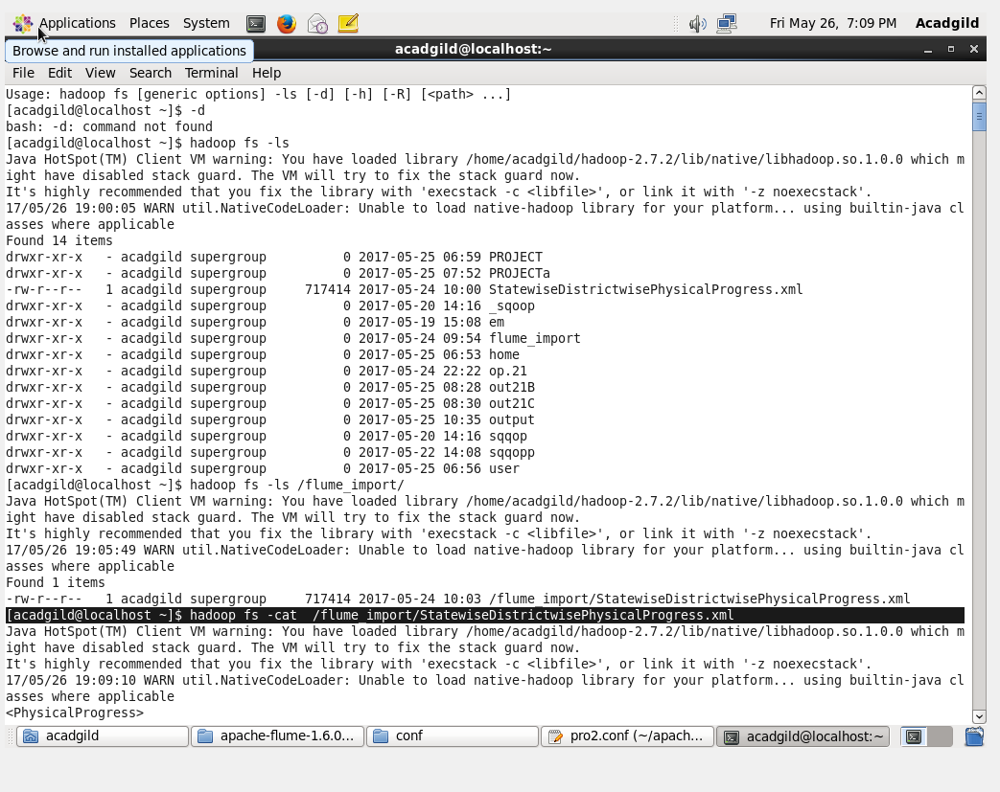 Applications Places System Fri May 26, 7:09 PM Acadgild
Browse and run installed applications
acadgild@localhost:~
File Edit View Search Terminal Help
Usage: hadoop fs [generic options] -ls [-d] [-h] [-R] [<path> ...]
[acadgild@localhost ~]$ -d
bash: -d: command not found
[acadgild@localhost ~]$ hadoop fs -ls
Java HotSpot(TM) Client VM warning: You have loaded library /home/acadgild/hadoop-2.7.2/lib/native/libhadoop.so.1.0.0 which m
ight have disabled stack guard. The VM will try to fix the stack guard now.
It's highly recommended that you fix the library with 'execstack -c <libfile>', or link it with '-z noexecstack'.
17/05/26 19:00:05 WARN util.NativeCodeLoader: Unable to load native-hadoop library for your platform... using builtin-java cl
asses where applicable
Found 14 items
drwxr-xr-x   - acadgild supergroup          0 2017-05-25 06:59 PROJECT
drwxr-xr-x   - acadgild supergroup          0 2017-05-25 07:52 PROJECTa
-rw-r--r--   1 acadgild supergroup     717414 2017-05-24 10:00 StatewiseDistrictwisePhysicalProgress.xml
drwxr-xr-x   - acadgild supergroup          0 2017-05-20 14:16 _sqoop
drwxr-xr-x   - acadgild supergroup          0 2017-05-19 15:08 em
drwxr-xr-x   - acadgild supergroup          0 2017-05-24 09:54 flume_import
drwxr-xr-x   - acadgild supergroup          0 2017-05-25 06:53 home
drwxr-xr-x   - acadgild supergroup          0 2017-05-24 22:22 op.21
drwxr-xr-x   - acadgild supergroup          0 2017-05-25 08:28 out21B
drwxr-xr-x   - acadgild supergroup          0 2017-05-25 08:30 out21C
drwxr-xr-x   - acadgild supergroup          0 2017-05-25 10:35 output
drwxr-xr-x   - acadgild supergroup          0 2017-05-20 14:16 sqqop
drwxr-xr-x   - acadgild supergroup          0 2017-05-22 14:08 sqqopp
drwxr-xr-x   - acadgild supergroup          0 2017-05-25 06:56 user
[acadgild@localhost ~]$ hadoop fs -ls /flume_import/
Java HotSpot(TM) Client VM warning: You have loaded library /home/acadgild/hadoop-2.7.2/lib/native/libhadoop.so.1.0.0 which m
ight have disabled stack guard. The VM will try to fix the stack guard now.
It's highly recommended that you fix the library with 'execstack -c <libfile>', or link it with '-z noexecstack'.
17/05/26 19:05:49 WARN util.NativeCodeLoader: Unable to load native-hadoop library for your platform... using builtin-java cl
asses where applicable
Found 1 items
-rw-r--r--   1 acadgild supergroup     717414 2017-05-24 10:03 /flume_import/StatewiseDistrictwisePhysicalProgress.xml
[acadgild@localhost ~]$ hadoop fs -cat  /flume_import/StatewiseDistrictwisePhysicalProgress.xml
Java HotSpot(TM) Client VM warning: You have loaded library /home/acadgild/hadoop-2.7.2/lib/native/libhadoop.so.1.0.0 which m
ight have disabled stack guard. The VM will try to fix the stack guard now.
It's highly recommended that you fix the library with 'execstack -c <libfile>', or link it with '-z noexecstack'.
17/05/26 19:09:10 WARN util.NativeCodeLoader: Unable to load native-hadoop library for your platform... using builtin-java cl
asses where applicable
<PhysicalProgress>
acadgild apache-flume-1.6.0... conf pro2.conf (~/apach... acadgild@localhost:~